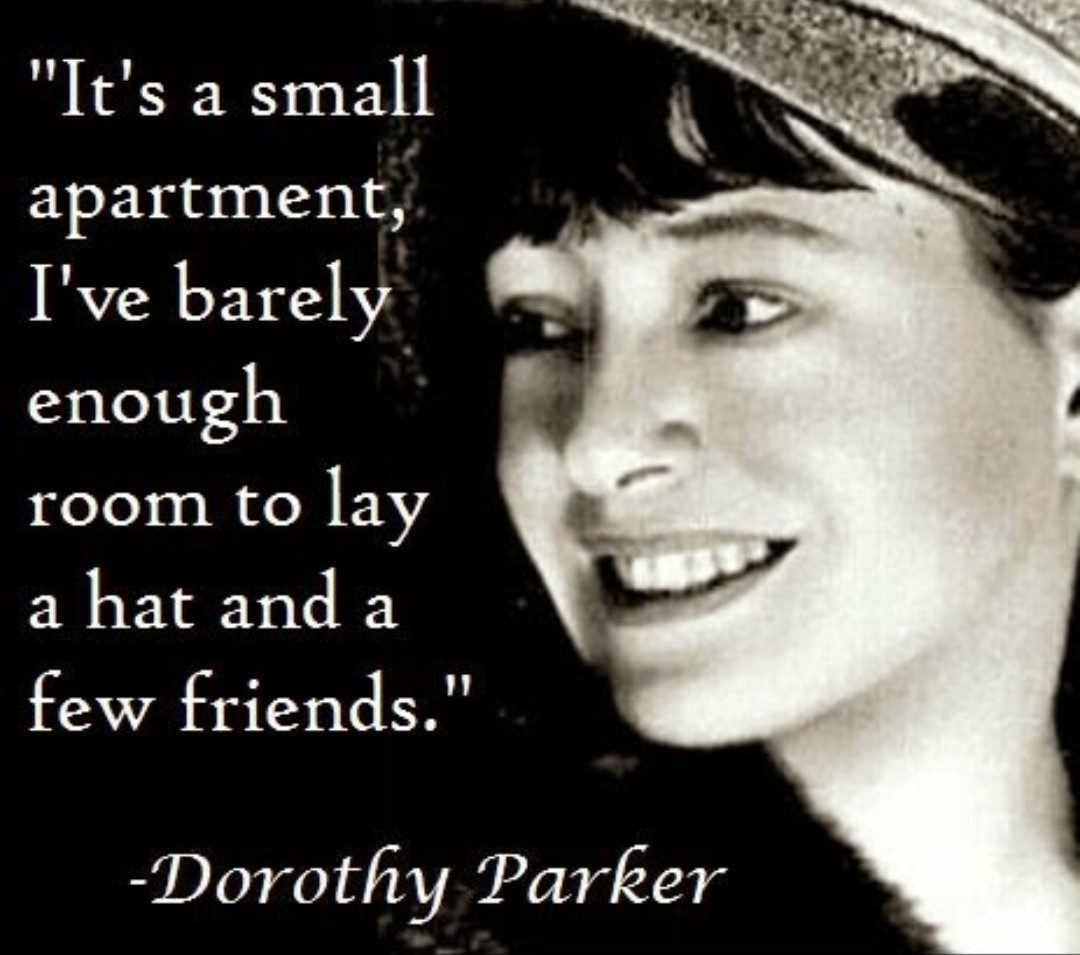 "It's a small
apartment,
I've barely
enough
room to lay
a hat and a
few friends."
-Dorothy Parker